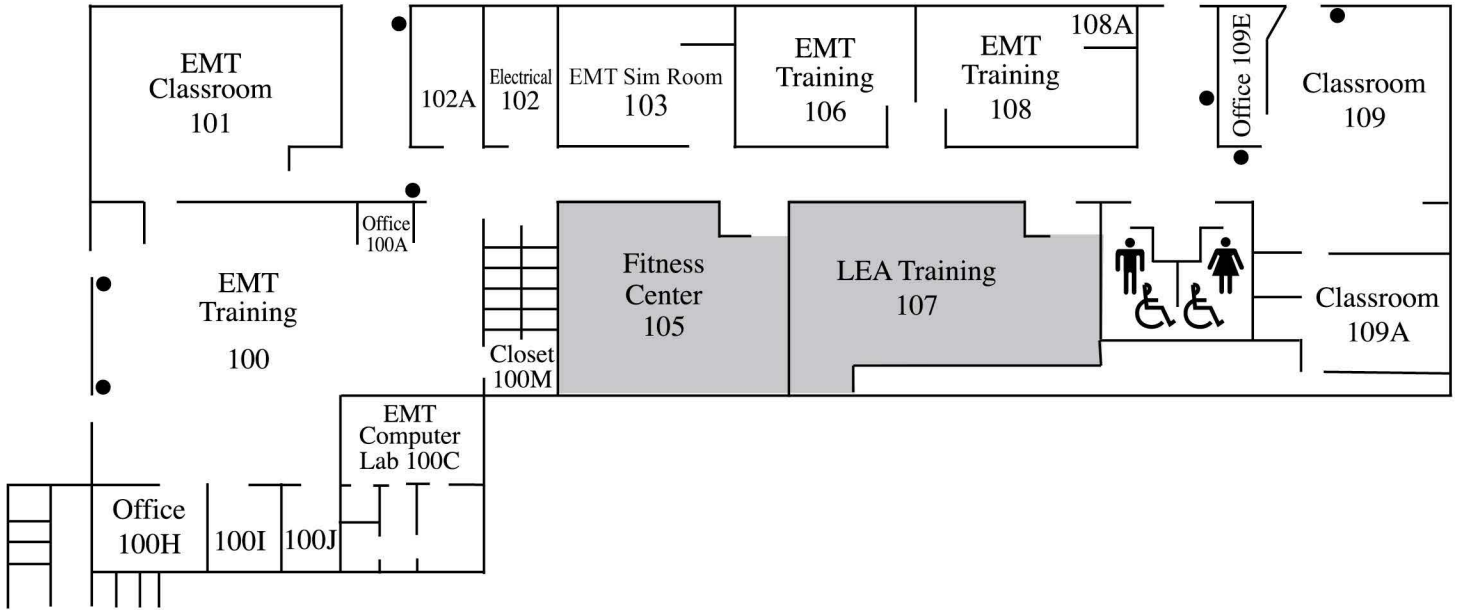 EMT
Classroom
101
102A
Electrical
102
EMT Sim Room
103
EMT
Training
106
EMT
Training
108
108A
Office 109E
Classroom
109
Office
100A
EMT
Training
100
Fitness
Center
105
LEA Training
107
Classroom
109A
Closet
100M
EMT
Computer
Lab 100C
Office
100H
100I
100J